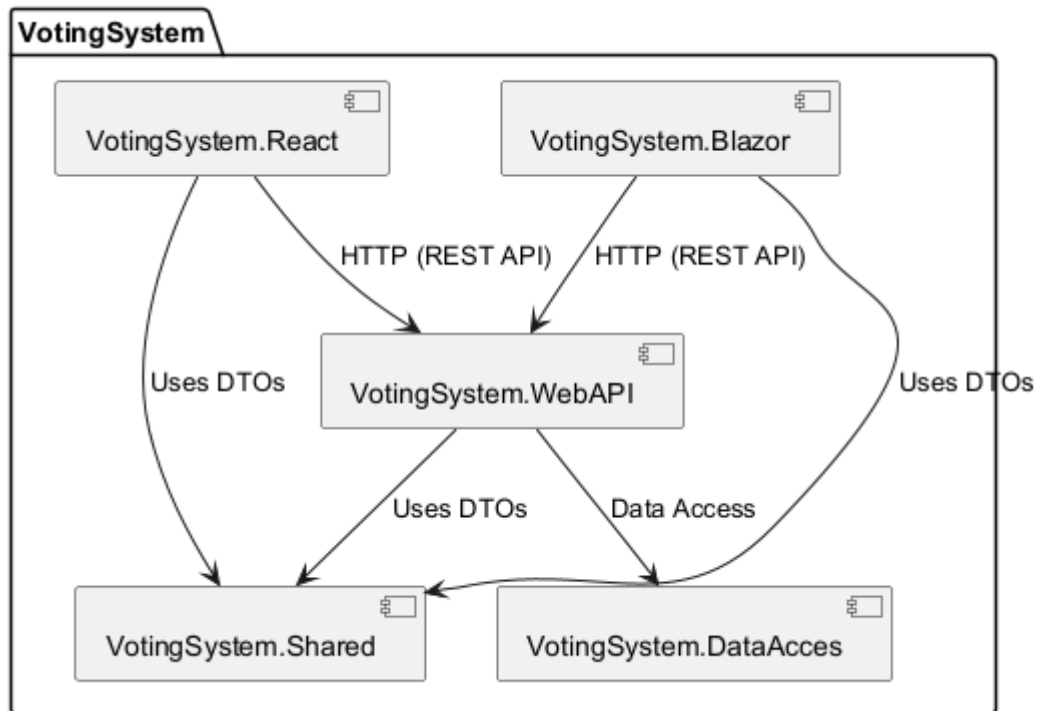 VotingSystem
VotingSystem.React
VotingSystem.Blazor
HTTP (REST API)
HTTP (REST API)
Uses DTOs
VotingSystem.WebAPI
Uses DTOs
Uses DTOs
Data Access
VotingSystem.Shared
VotingSystem.DataAcces